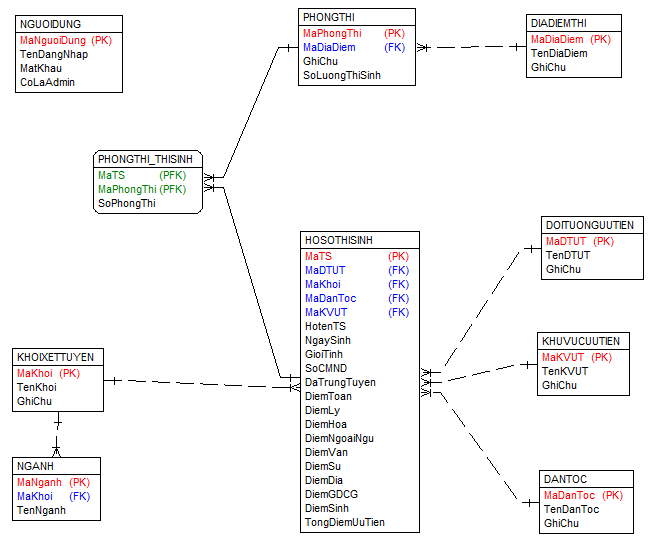 NGUOIDUNG
MaNguoiDung (PK)
TenDangNhap
MatKhau
CoLaAdmin
PHONGTHI
MaPhongThi (PK)
MaDiaDiem (FK)
GhiChu
SoLuongThiSinh
DIADIEMTHI
MaDiaDiem (PK)
TenDiaDiem
GhiChu
PHONGTHI_THISINH
MaTS (PFK)
MaPhongThi (PFK)
SoPhongThi
HOSOTHISINH
MaTS (PK)
MaDTUT (FK)
MaKhoi (FK)
MaDanToc (FK)
MaKVUT (FK)
HotenTS
NgaySinh
GioiTinh
SoCMND
DaTrungTuyen
DiemToan
DiemLy
DiemHoa
DiemNgoaiNgu
DiemVan
DiemSu
DiemDia
DiemGDCG
DiemSinh
TongDiemUuTien
DOITUONGUUTIEN
MaDTUT (PK)
TenDTUT
GhiChu
KHUVUCUUTIEN
MaKVUT (PK)
TenKVUT
GhiChu
DANTOC
MaDanToc (PK)
TenDanToc
GhiChu
KHOIXETTUYEN
MaKhoi (PK)
TenKhoi
GhiChu
NGANH
MaNganh (PK)
MaKhoi (FK)
TenNganh